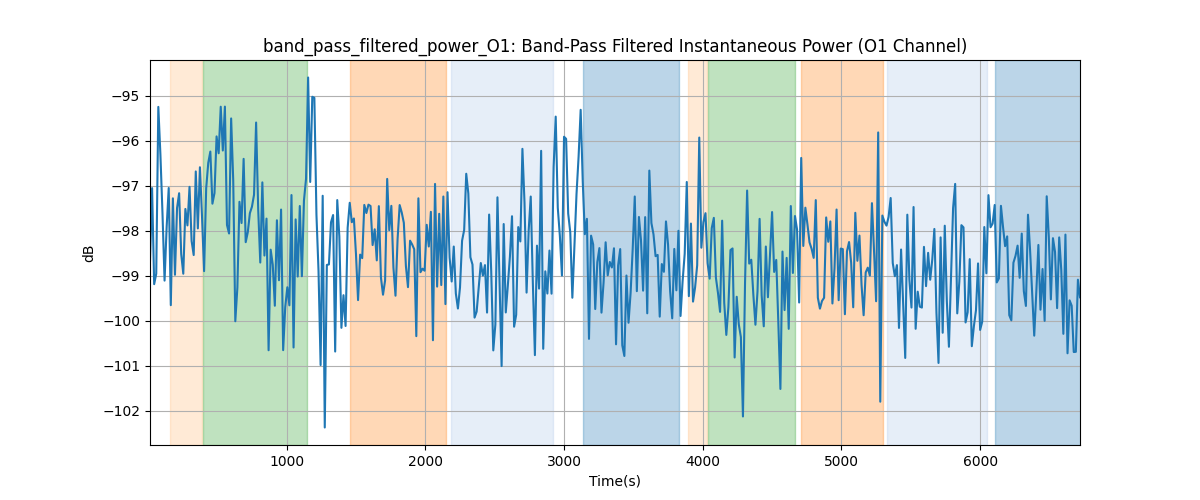 band_pass_filtered_power_O1: Band-Pass Filtered Instantaneous Power (O1 Channel)
−95
−96
−97
−98
−99
−100
−101
−102
dB
1000 2000 3000 4000 5000 6000
Time(s)